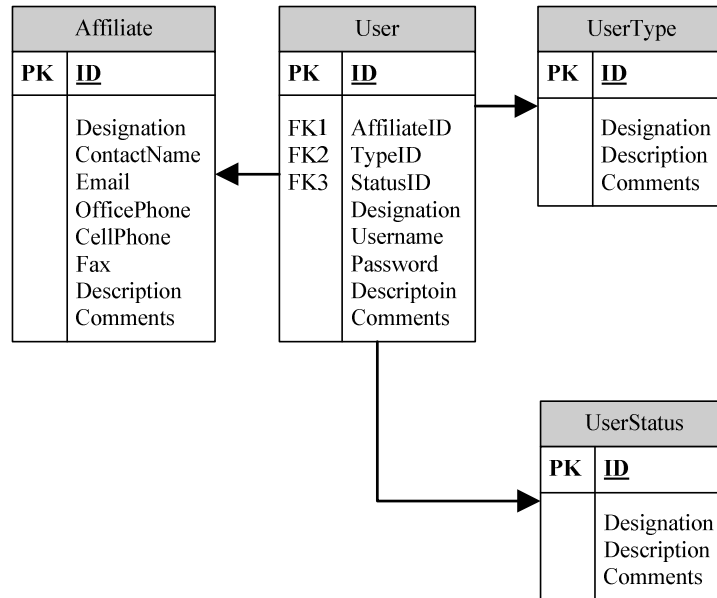 Affiliate
PK ID
Designation
ContactName
Email
OfficePhone
CellPhone
Fax
Description
Comments
User
PK ID
FK1 AffiliateID
FK2 TypeID
FK3 StatusID
Designation
Username
Password
Descriptoin
Comments
UserType
PK ID
Designation
Description
Comments
UserStatus
PK ID
Designation
Description
Comments